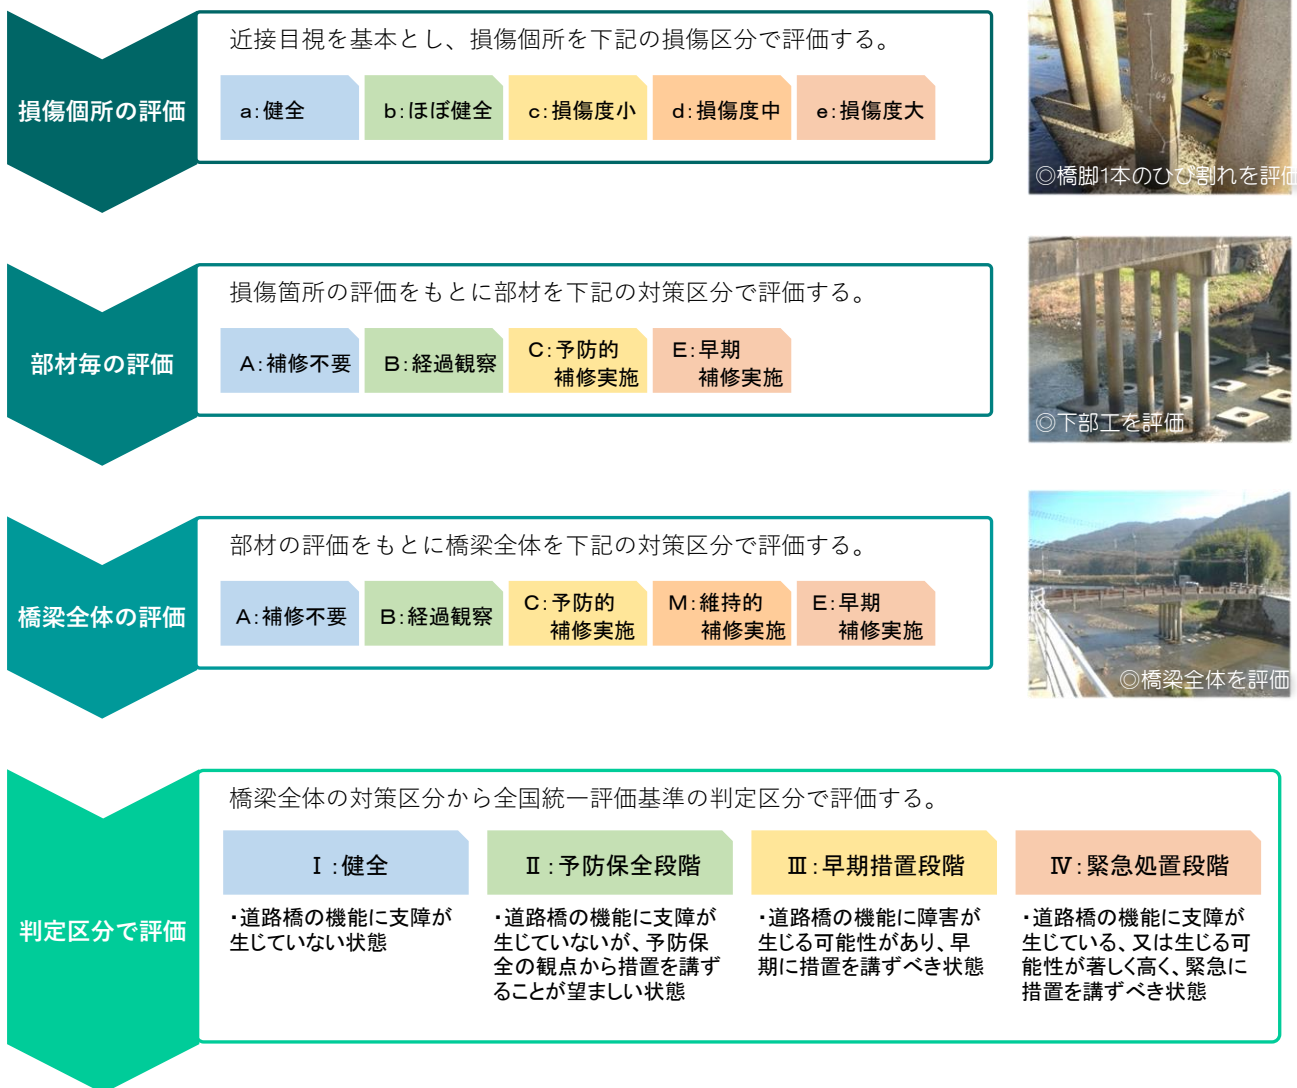 近接目視を基本とし、損傷個所を下記の損傷区分で評価する。
損傷個所の評価
a:健全
b:ほぼ健全
c:損傷度小
d:損傷度中
e:損傷度大
◎橋脚1本のひび割れを評価
損傷箇所の評価をもとに部材を下記の対策区分で評価する。
部材毎の評価
A:補修不要
B:経過観察
C:予防的
補修実施
E:早期
補修実施
◎下部工を評価
部材の評価をもとに橋梁全体を下記の対策区分で評価する。
橋梁全体の評価
A:補修不要
B:経過観察
C:予防的
補修実施
M:維持的
補修実施
E:早期
補修実施
◎橋梁全体を評価
橋梁全体の対策区分から全国統一評価基準の判定区分で評価する。
判定区分で評価
Ⅰ:健全
・道路橋の機能に支障が
生じていない状態
Ⅱ:予防保全段階
・道路橋の機能に支障が
生じていないが、予防保
全の観点から措置を講ず
ることが望ましい状態
Ⅲ:早期措置段階
・道路橋の機能に障害が
生じる可能性があり、早
期に措置を講ずべき状態
Ⅳ:緊急処置段階
・道路橋の機能に支障が
生じている、又は生じる可
能性が著しく高く、緊急に
措置を講ずべき状態